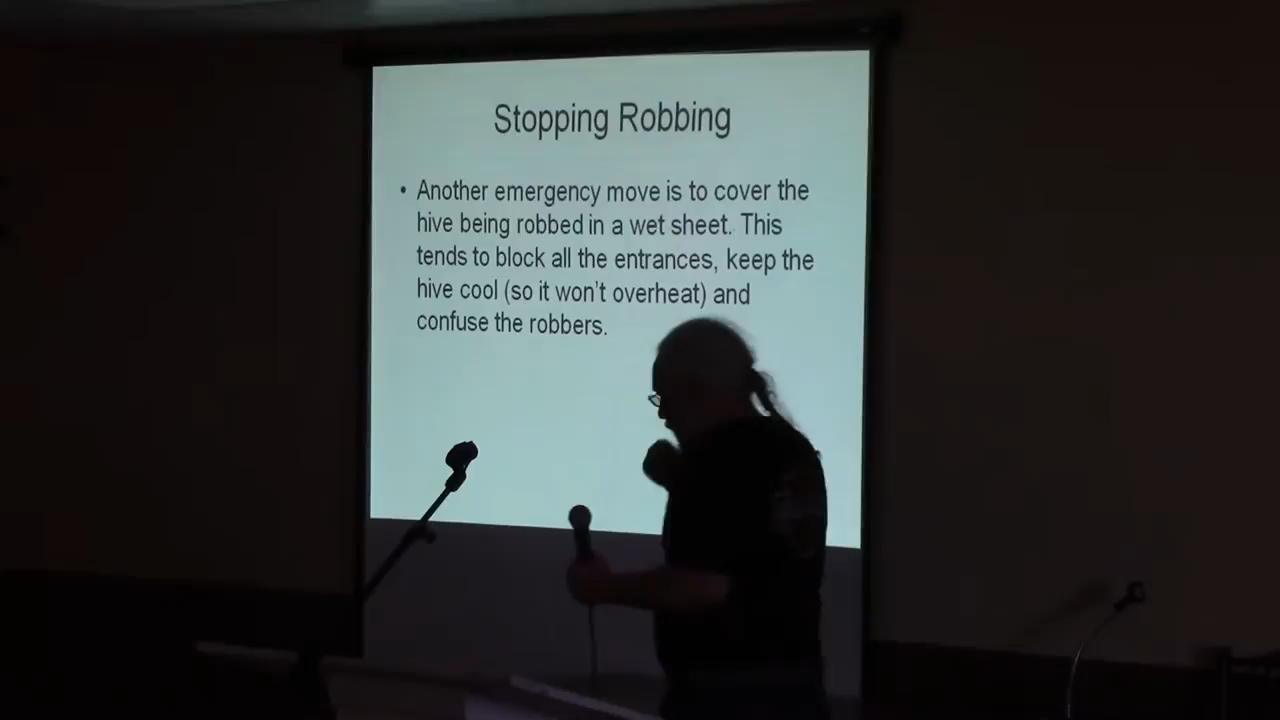 Stopping Robbing
• Another emergency move is to cover the
hive being robbed in a wet sheet. This
tends to block all the entrances, keep the
hive cool (so it won't overheat) and
confuse the robbers.